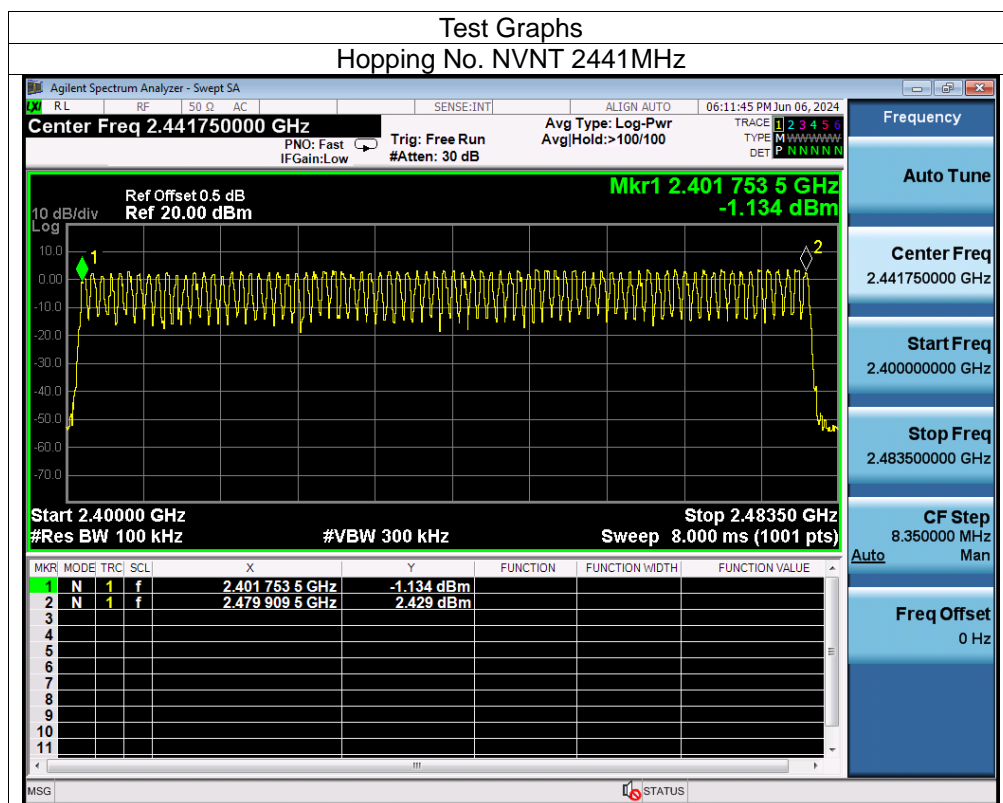 Test Graphs
Hopping No. NVNT 2441MHz
Agilent Spectrum Analyzer - Swept SA
LXI RL RF 50 Ω AC SENSE:INT ALIGN AUTO 06:11:45 PM Jun 06, 2024
Center Freq 2.441750000 GHz
PNO: Fast
IFGain:Low
Trig: Free Run
#Atten: 30 dB
Avg Type: Log-Pwr
Avg|Hold:>100/100
TRACE 1 2 3 4 5 6
TYPE M W W W W W
DET P N N N N N
Frequency
Auto Tune
Center Freq
2.441750000 GHz
Start Freq
2.400000000 GHz
Stop Freq
2.483500000 GHz
CF Step
8.350000 MHz
Auto Man
Freq Offset
0 Hz
Mkr1 2.401 753 5 GHz
-1.134 dBm
Ref Offset 0.5 dB
10 dB/div Ref 20.00 dBm
Log
10.0
0.00
-10.0
-20.0
-30.0
-40.0
-50.0
-60.0
-70.0
1
2
Start 2.40000 GHz Stop 2.48350 GHz
#Res BW 100 kHz #VBW 300 kHz Sweep 8.000 ms (1001 pts)
MKR MODE TRC SCL X Y FUNCTION FUNCTION WIDTH FUNCTION VALUE
1 N 1 f 2.401 753 5 GHz -1.134 dBm
2 N 1 f 2.479 909 5 GHz 2.429 dBm
3
4
5
6
7
8
9
10
11
MSG STATUS